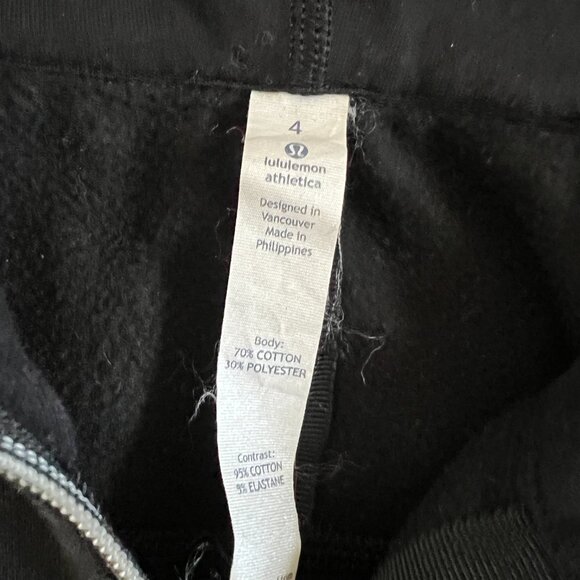 4
lululemon
athletica
Designed in
Vancouver
Made in
Philippines
Body:
70% COTTON
30% POLYESTER
Contrast:
95% COTTON
5% ELASTANE